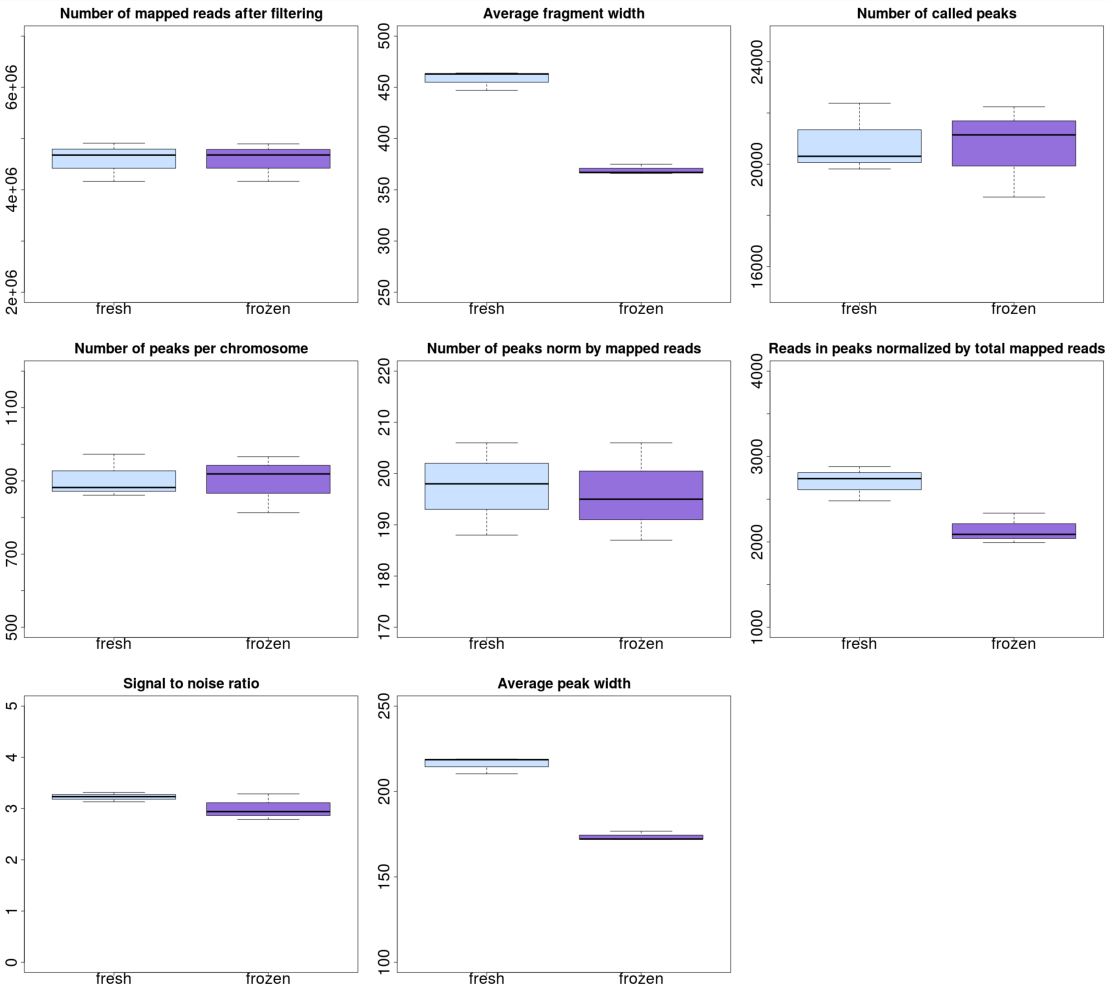 Number of mapped reads after filtering
6e+06
4e+06
2e+06
fresh frozen
Average fragment width
500
450
400
350
300
250
fresh frozen
Number of called peaks
24000
20000
16000
fresh frozen
Number of peaks per chromosome
1100
900
700
500
fresh frozen
Number of peaks norm by mapped reads
220
210
200
190
180
170
fresh frozen
Reads in peaks normalized by total mapped reads
4000
3000
2000
1000
fresh frozen
Signal to noise ratio
5
4
3
2
1
0
fresh frozen
Average peak width
250
200
150
100
fresh frozen